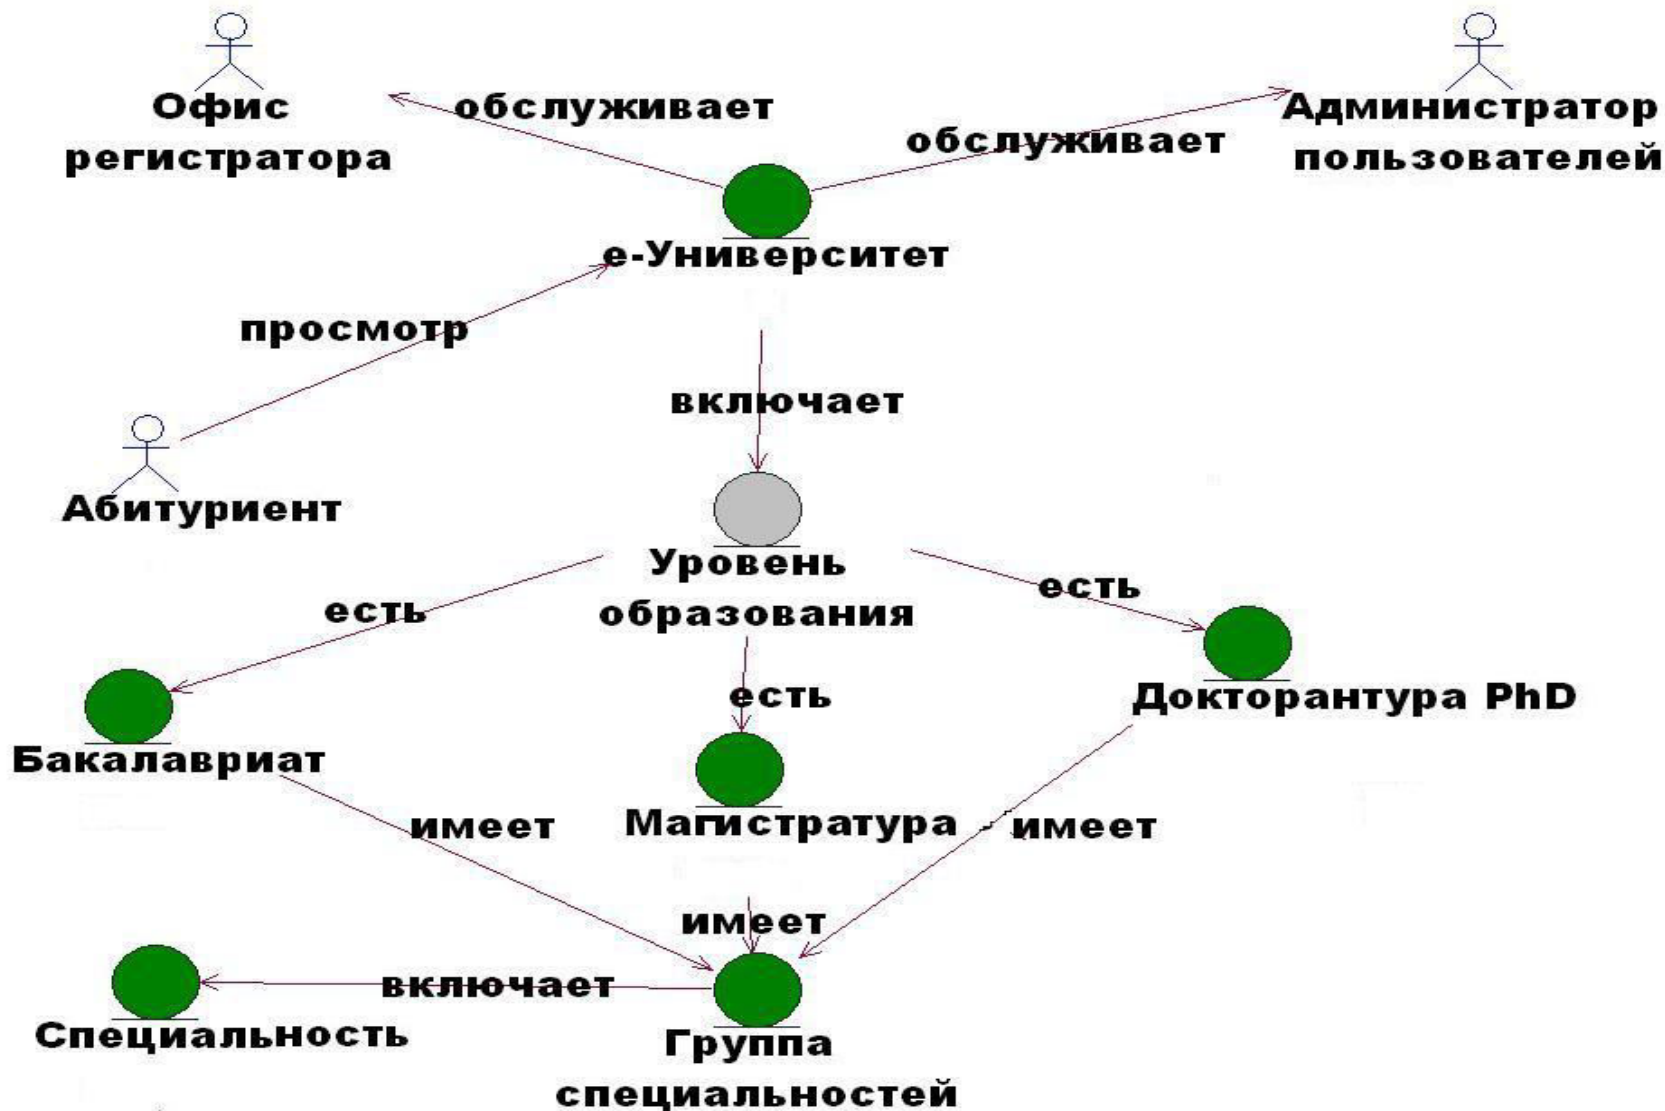 Офис
регистратора
обслуживает
обслуживает
Администратор
пользователей
е-Университет
просмотр
включает
Абитуриент
Уровень
образования
есть
есть
есть
Докторантура PhD
Бакалавриат
имеет
Магистратура
имеет
имеет
включает
Специальность
Группа
специальностей